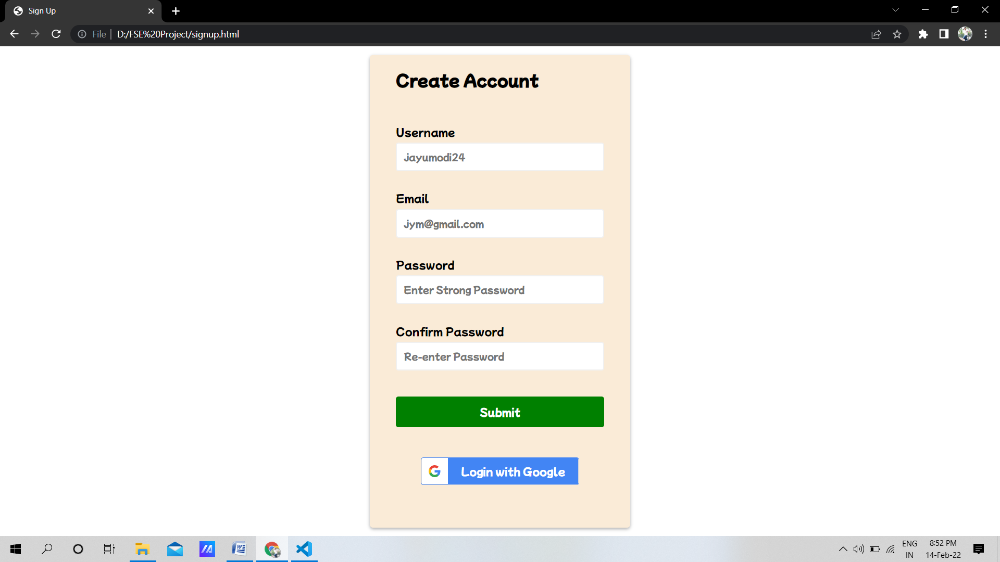 Sign Up
File | D:/FSE%20Project/signup.html
Create Account
Username
Jayumodi24
Email
jym@gmail.com
Password
Enter Strong Password
Confirm Password
Re-enter Password
Submit
Login with Google
ENG
IN
8:52 PM
14-Feb-22